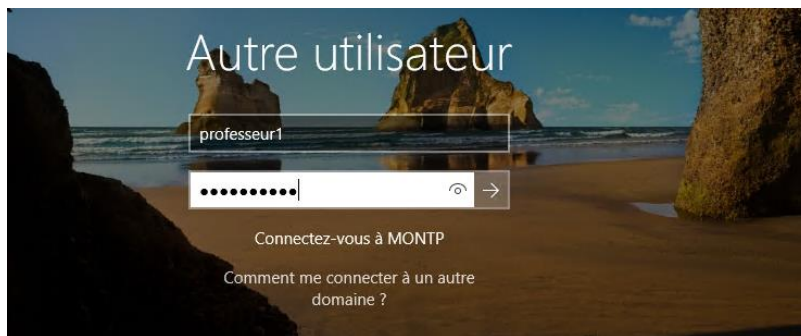 Autre utilisateur
professeur1
••••••••••
Connectez-vous à MONTP
Comment me connecter à un autre
domaine ?